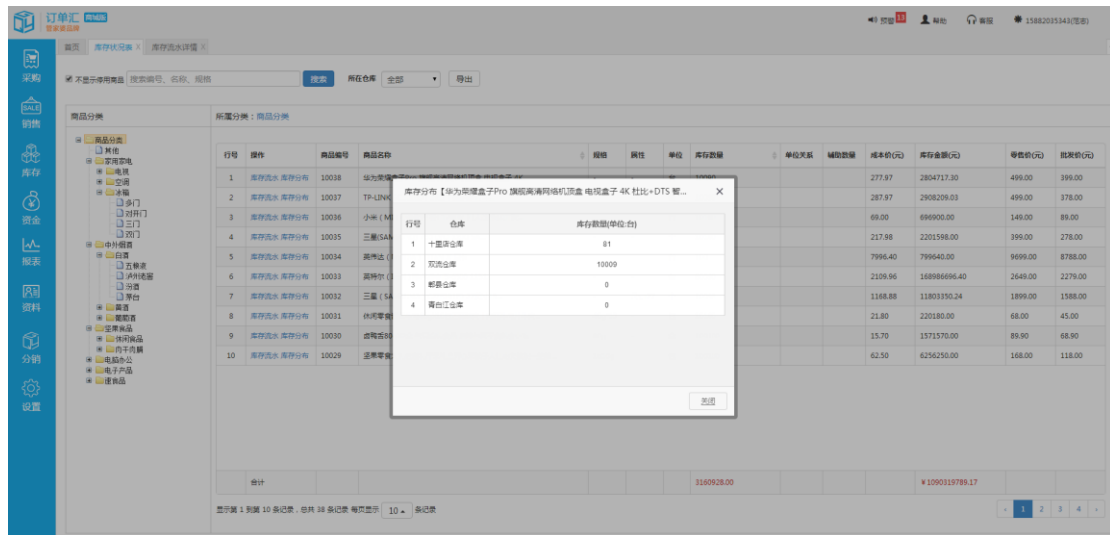 订单汇 商城版
管家婆品牌
预警 13 帮助 客服 15882035343(您好)
首页 库存状况表 X 库存流水详情 X
采购
销售
库存
资金
报表
资料
分销
设置
不显示停用商品 搜索编号、名称、规格 搜索 所在仓库 全部 导出
商品分类
所属分类：商品分类
商品分类
其他
家用家电
电视
空调
冰箱
多门
对开门
三门
双门
中外烟酒
白酒
五粮液
泸州老窖
汾酒
茅台
黄酒
葡萄酒
坚果食品
休闲食品
肉干肉脯
电脑办公
电子产品
速食品
行号 操作 商品编号 商品名称 规格 属性 单位 库存数量 单位关系 辅助数量 成本价(元) 库存金额(元) 零售价(元) 批发价(元)
1 库存流水 库存分布 10038 277.97 2804717.30 499.00 399.00
2 库存流水 库存分布 10037 TP-LINK 287.97 2908209.03 499.00 378.00
3 库存流水 库存分布 10036 小米 ( MI 69.00 696900.00 149.00 89.00
4 库存流水 库存分布 10035 三星(SAN 217.98 2201598.00 399.00 278.00
5 库存流水 库存分布 10034 英伟达 ( 7996.40 799640.00 9699.00 8788.00
6 库存流水 库存分布 10033 英特尔 ( 2109.96 168986696.40 2649.00 2279.00
7 库存流水 库存分布 10032 三星 ( SA 1168.88 11803350.24 1899.00 1588.00
8 库存流水 库存分布 10031 休闲零食 21.80 220180.00 68.00 45.00
9 库存流水 库存分布 10030 15.70 1571570.00 89.90 68.90
10 库存流水 库存分布 10029 坚果零食 62.50 6256250.00 168.00 118.00
库存分布【华为荣耀盒子Pro 旗舰高清网络机顶盒 电视盒子 4K 杜比+DTS 智...
行号 仓库 库存数量(单位:台)
1 十里店仓库 81
2 双流仓库 10009
3 郫县仓库 0
4 青白江仓库 0
关闭
合计 3160928.00 ￥1090319789.17
显示第 1 到第 10 条记录，总共 38 条记录 每页显示 10 条记录
‹ 1 2 3 4 ›